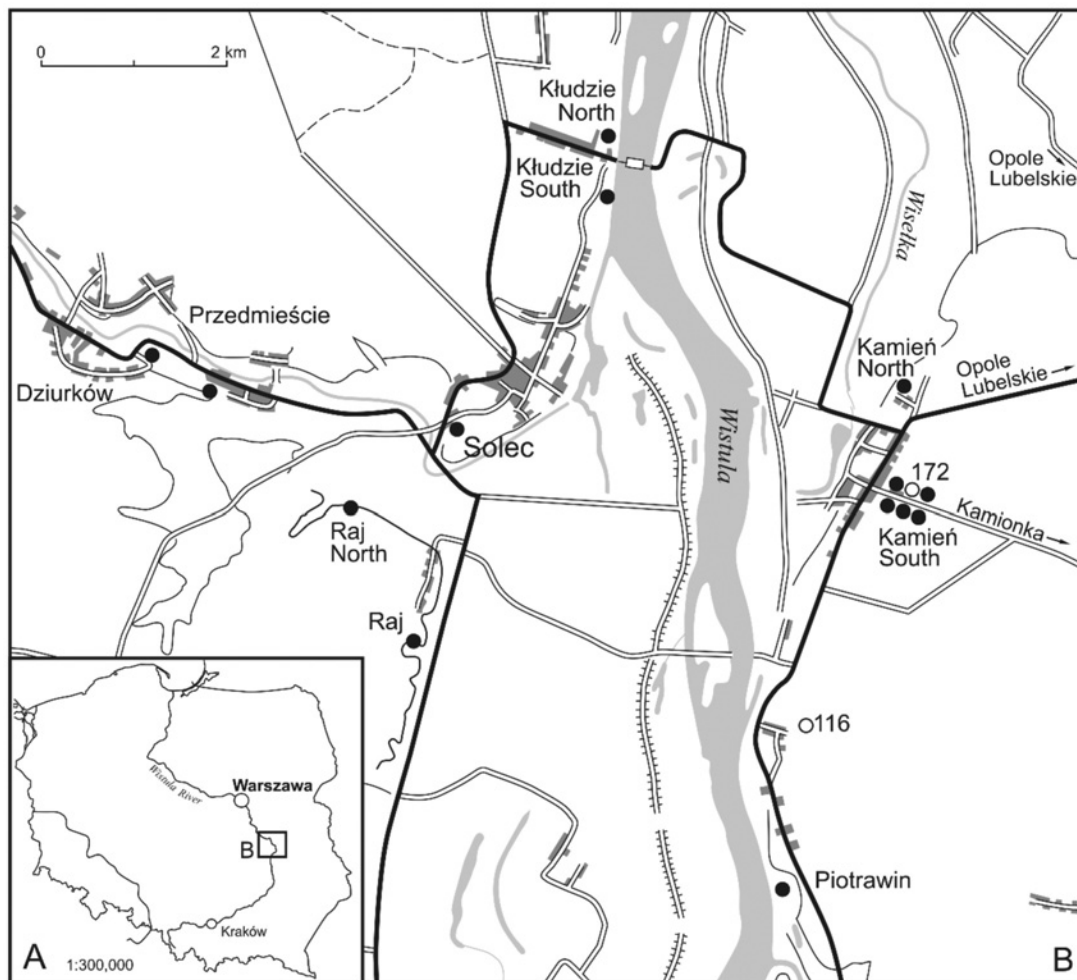 0 2 km
Kłudzie
North
Kłudzie
South
Opole
Lubelskie
Wisełka
Przedmieście
Dziurków
Kamień
North
Opole
Lubelskie
Wistula
Solec
172
Kamionka
Kamień
South
Raj
North
Raj
116
Piotrawin
Wistula River
Warszawa
B
Kraków
A
1:300,000
B